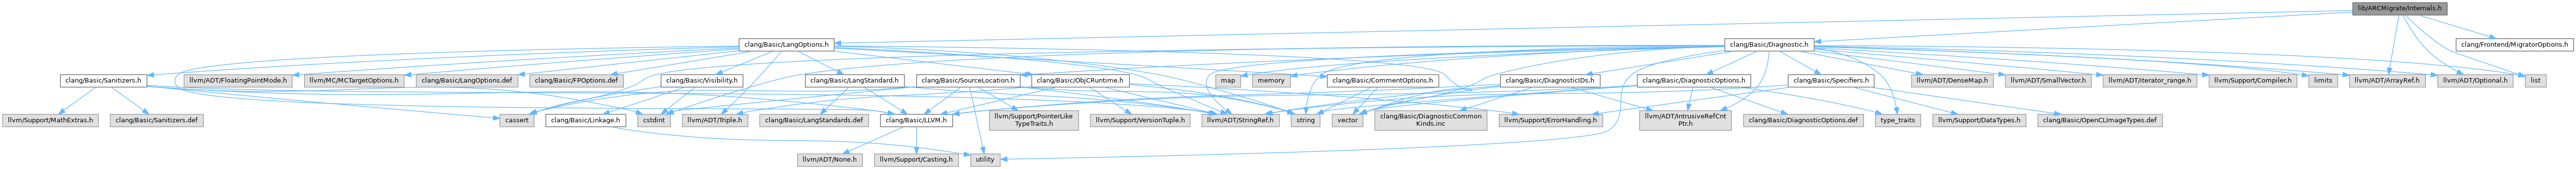 lib/ARCMigrate/Internals.h
clang/Basic/LangOptions.h
clang/Basic/Diagnostic.h
clang/Frontend/MigratorOptions.h
clang/Basic/Sanitizers.h
llvm/ADT/FloatingPointMode.h
llvm/MC/MCTargetOptions.h
clang/Basic/LangOptions.def
clang/Basic/FPOptions.def
clang/Basic/Visibility.h
clang/Basic/LangStandard.h
clang/Basic/SourceLocation.h
clang/Basic/ObjCRuntime.h
map
memory
clang/Basic/CommentOptions.h
clang/Basic/DiagnosticIDs.h
clang/Basic/DiagnosticOptions.h
clang/Basic/Specifiers.h
llvm/ADT/DenseMap.h
llvm/ADT/SmallVector.h
llvm/ADT/iterator_range.h
llvm/Support/Compiler.h
limits
llvm/ADT/ArrayRef.h
llvm/ADT/Optional.h
list
llvm/Support/MathExtras.h
clang/Basic/Sanitizers.def
cassert
clang/Basic/Linkage.h
cstdint
llvm/ADT/Triple.h
clang/Basic/LangStandards.def
clang/Basic/LLVM.h
llvm/Support/PointerLike
TypeTraits.h
llvm/Support/VersionTuple.h
llvm/ADT/StringRef.h
string
vector
clang/Basic/DiagnosticCommon
Kinds.inc
llvm/Support/ErrorHandling.h
llvm/ADT/IntrusiveRefCnt
Ptr.h
clang/Basic/DiagnosticOptions.def
type_traits
llvm/Support/DataTypes.h
clang/Basic/OpenCLImageTypes.def
llvm/ADT/None.h
llvm/Support/Casting.h
utility